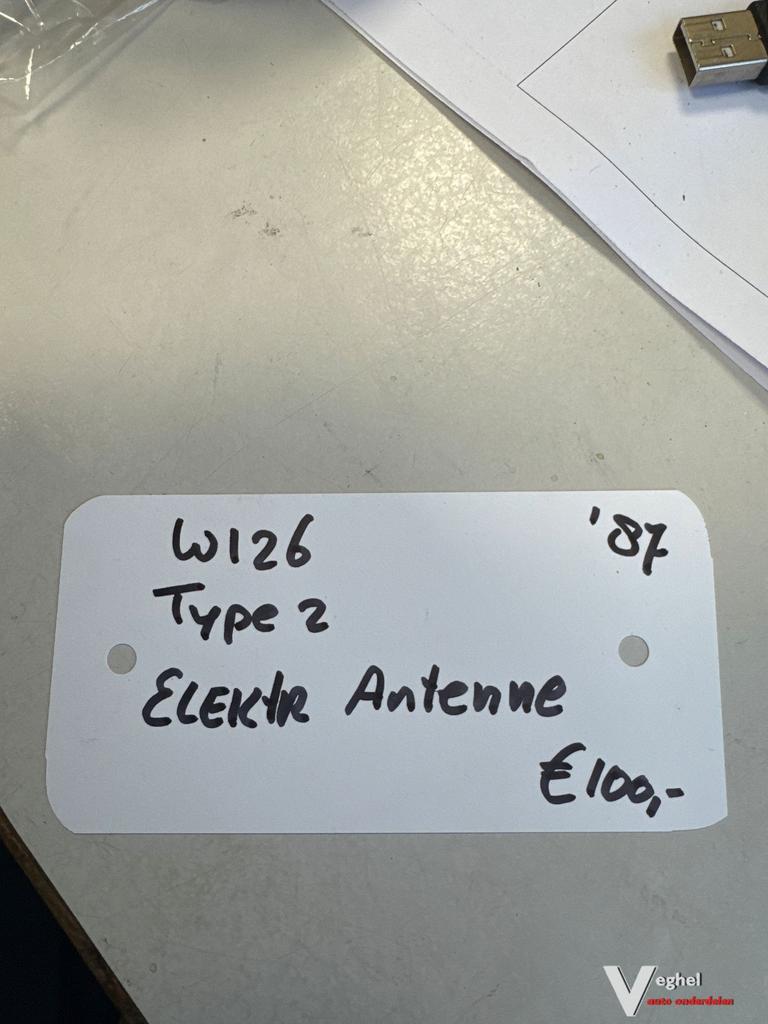 W126 '87
Type 2
ELEKtR Antenne
€100,-
Veghel
auto onderdelen